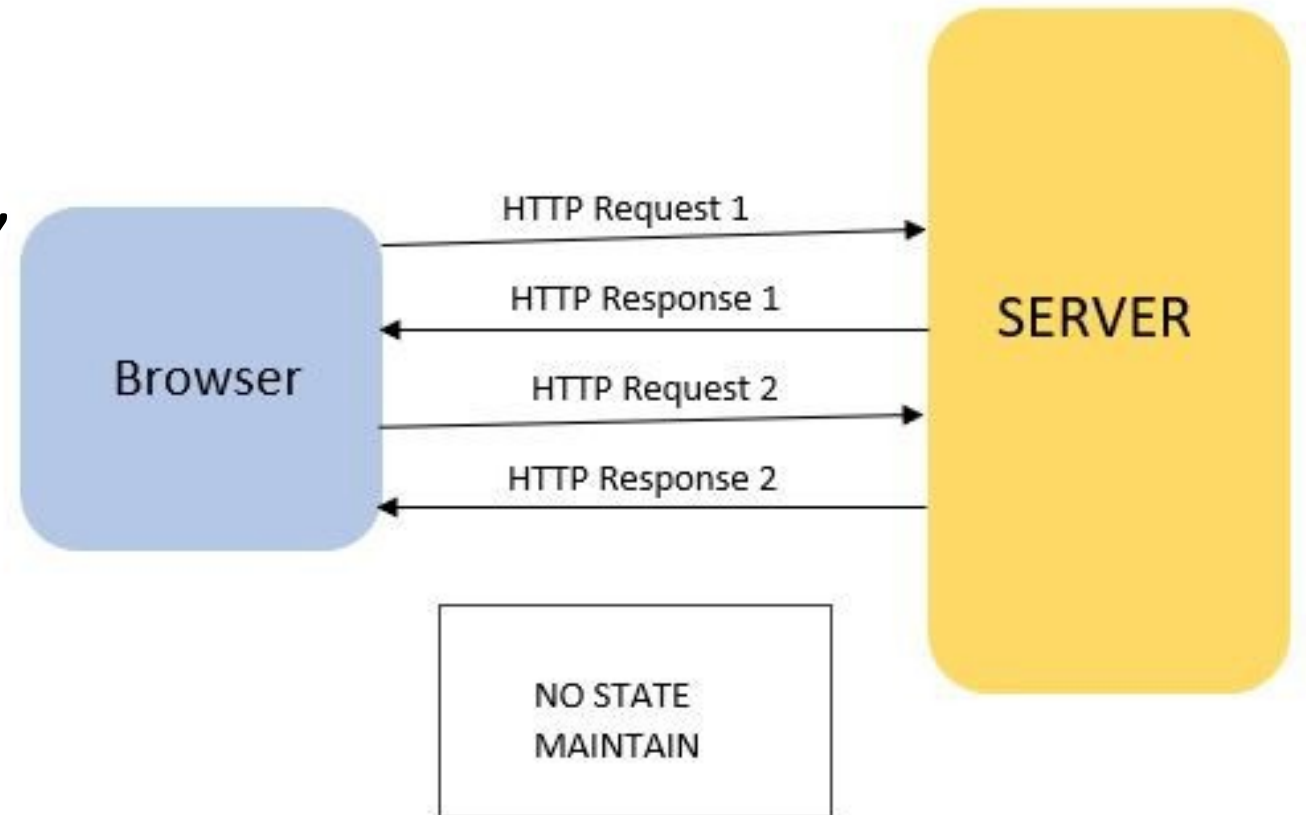 HTTP Request 1
HTTP Response 1
SERVER
Browser
HTTP Request 2
HTTP Response 2
NO STATE
MAINTAIN